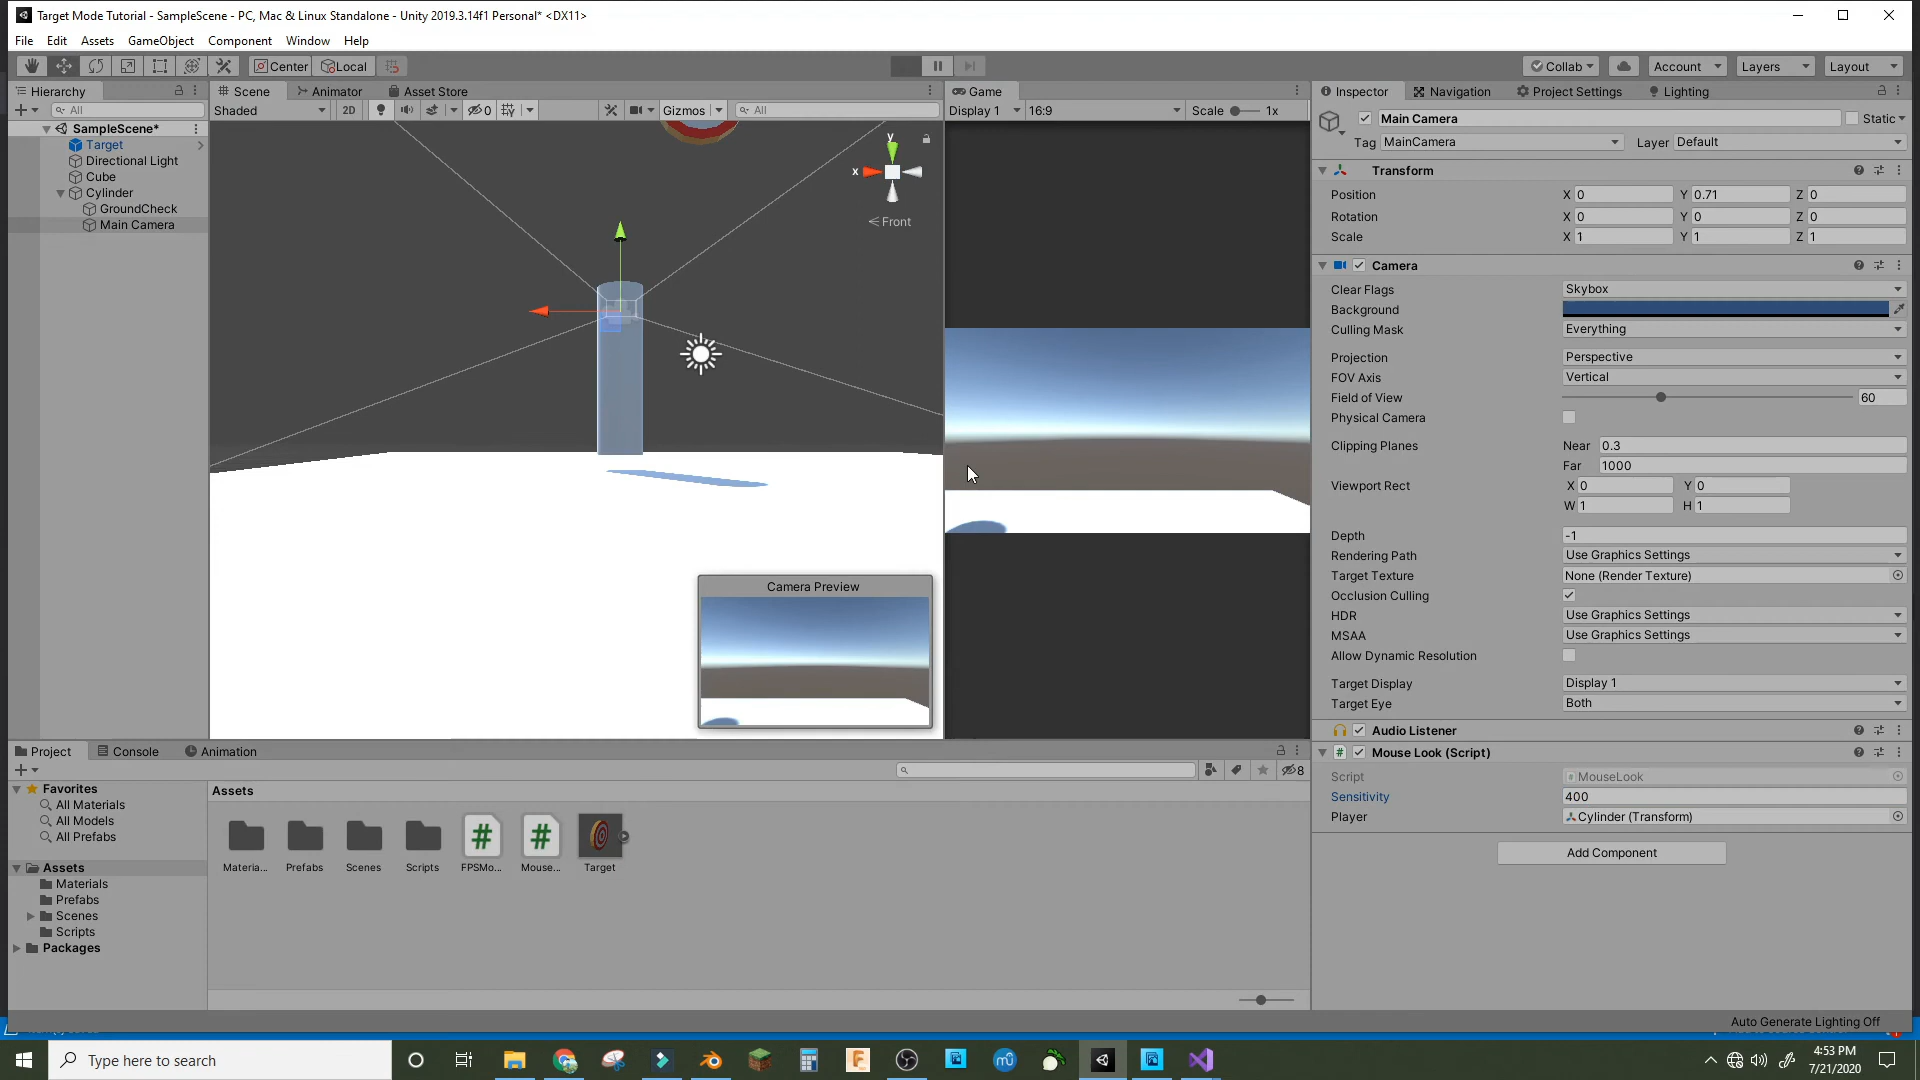 Target Mode Tutorial - SampleScene - PC, Mac & Linux Standalone - Unity 2019.3.14f1 Personal* <DX11>
File Edit Assets GameObject Component Window Help
Center Local Collab Account Layers Layout
Hierarchy
All
SampleScene*
Target
Directional Light
Cube
Cylinder
GroundCheck
Main Camera
Scene Animator Asset Store
Shaded 2D 0 Gizmos All
y
x
Front
Camera Preview
Game
Display 1 16:9 Scale 1x
Inspector Navigation Project Settings Lighting
Main Camera Static
Tag MainCamera Layer Default
Transform
Position X 0 Y 0.71 Z 0
Rotation X 0 Y 0 Z 0
Scale X 1 Y 1 Z 1
Camera
Clear Flags Skybox
Background
Culling Mask Everything
Projection Perspective
FOV Axis Vertical
Field of View 60
Physical Camera
Clipping Planes Near 0.3
Far 1000
Viewport Rect X 0 Y 0
W 1 H 1
Depth -1
Rendering Path Use Graphics Settings
Target Texture None (Render Texture)
Occlusion Culling
HDR Use Graphics Settings
MSAA Use Graphics Settings
Allow Dynamic Resolution
Target Display Display 1
Target Eye Both
Audio Listener
# Mouse Look (Script)
Script # MouseLook
Sensitivity 400
Player Cylinder (Transform)
Add Component
Project Console Animation
8
Favorites
All Materials
All Models
All Prefabs
Assets
Materials
Prefabs
Scenes
Scripts
Packages
Assets
# #
Materia... Prefabs Scenes Scripts FPSMo... Mouse... Target
Auto Generate Lighting Off
Type here to search
mū
4:53 PM
7/21/2020